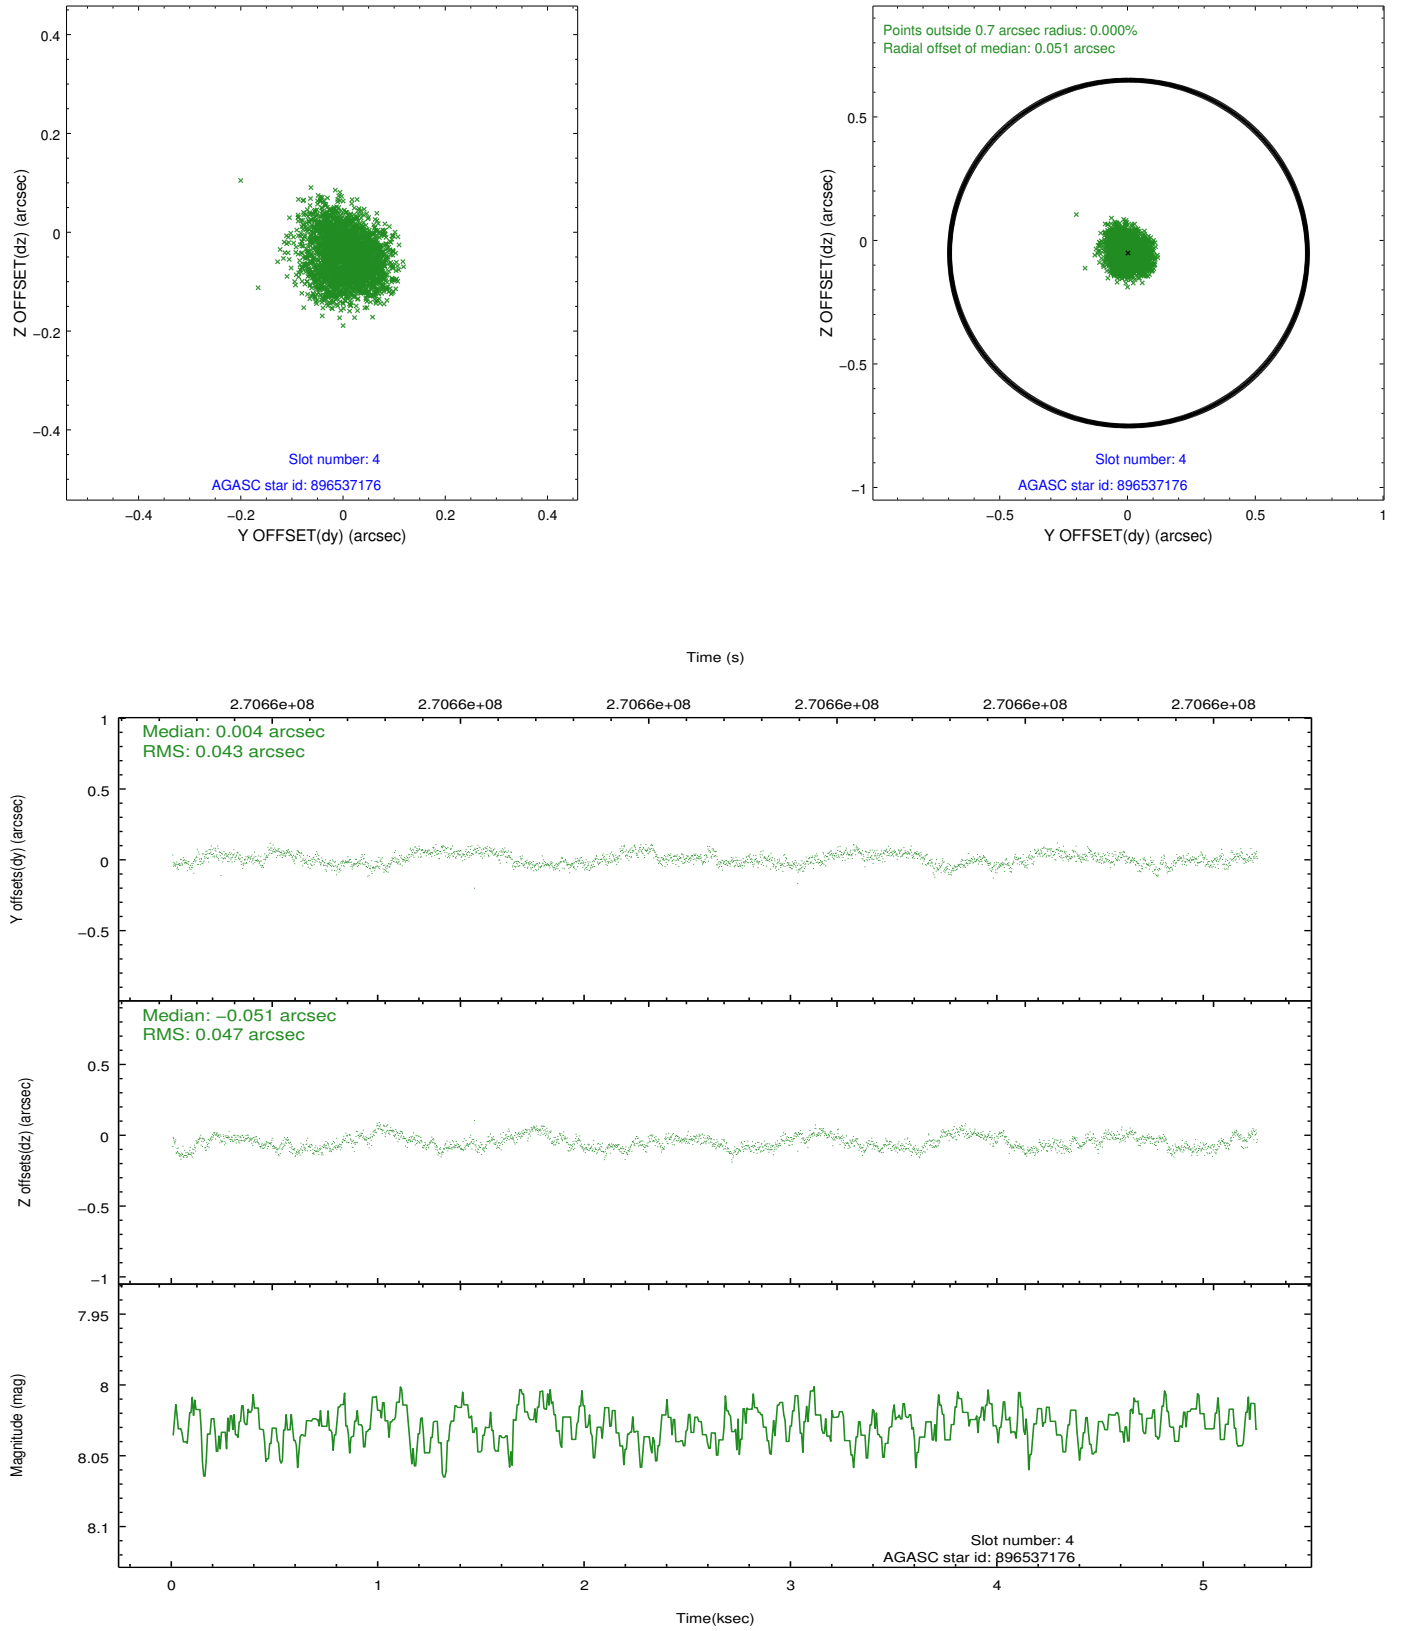 0.4
0.2
0
−0.2
−0.4
Z OFFSET(dz) (arcsec)
Slot number: 4
AGASC star id: 896537176
−0.4 −0.2 0 0.2 0.4
Y OFFSET(dy) (arcsec)
Points outside 0.7 arcsec radius: 0.000%
Radial offset of median: 0.051 arcsec
0.5
0
−0.5
−1
Z OFFSET(dz) (arcsec)
Slot number: 4
AGASC star id: 896537176
−0.5 0 0.5 1
Y OFFSET(dy) (arcsec)
Time (s)
2.7066e+08 2.7066e+08 2.7066e+08 2.7066e+08 2.7066e+08 2.7066e+08
Median: 0.004 arcsec
RMS: 0.043 arcsec
1
0.5
0
−0.5
Y offsets(dy) (arcsec)
Median: −0.051 arcsec
RMS: 0.047 arcsec
0.5
0
−0.5
−1
Z offsets(dz) (arcsec)
7.95
8
8.05
8.1
Magnitude (mag)
Slot number: 4
AGASC star id: 896537176
0 1 2 3 4 5
Time(ksec)